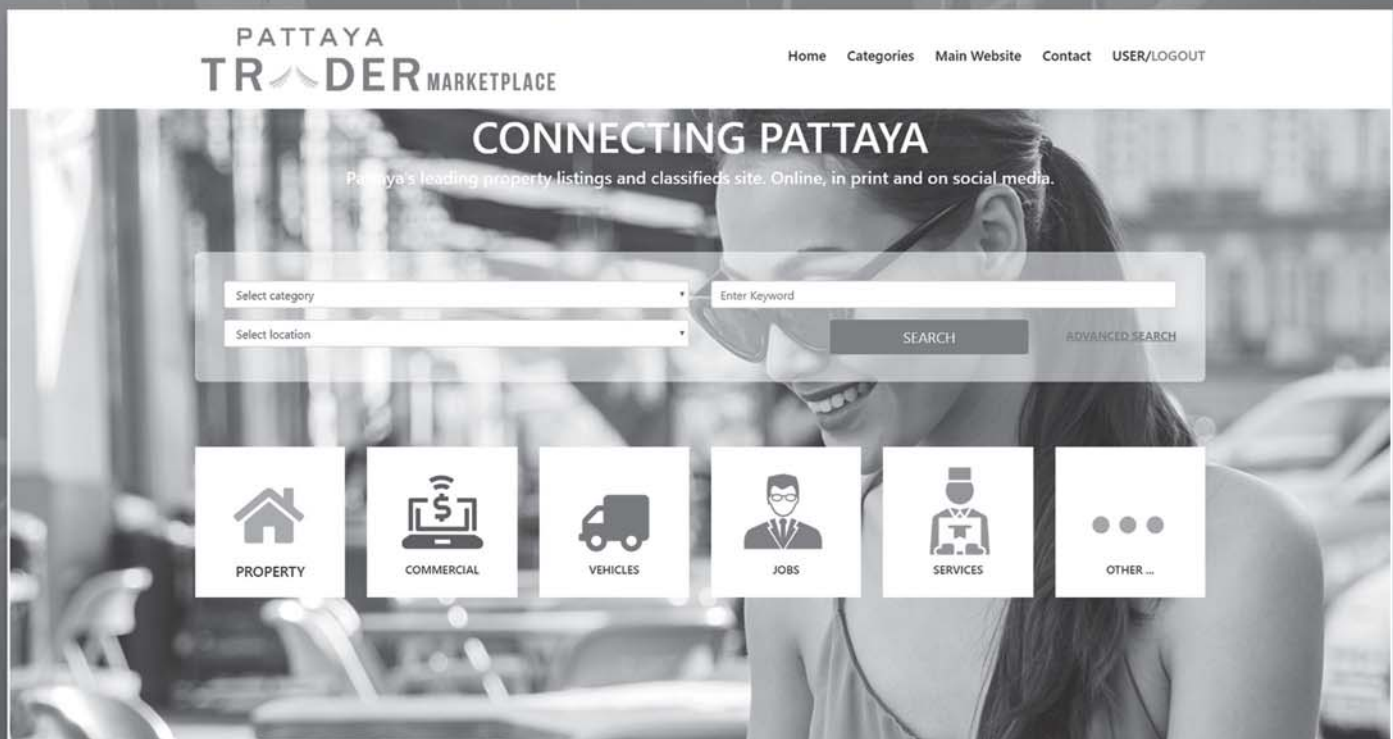 PATTAYA
TRADER MARKETPLACE
Home Categories Main Website Contact USER/LOGOUT
CONNECTING PATTAYA
Pattaya's leading property listings and classifieds site. Online, in print and on social media.
Select category Enter Keyword
Select location SEARCH ADVANCED SEARCH
PROPERTY COMMERCIAL VEHICLES JOBS SERVICES OTHER ...